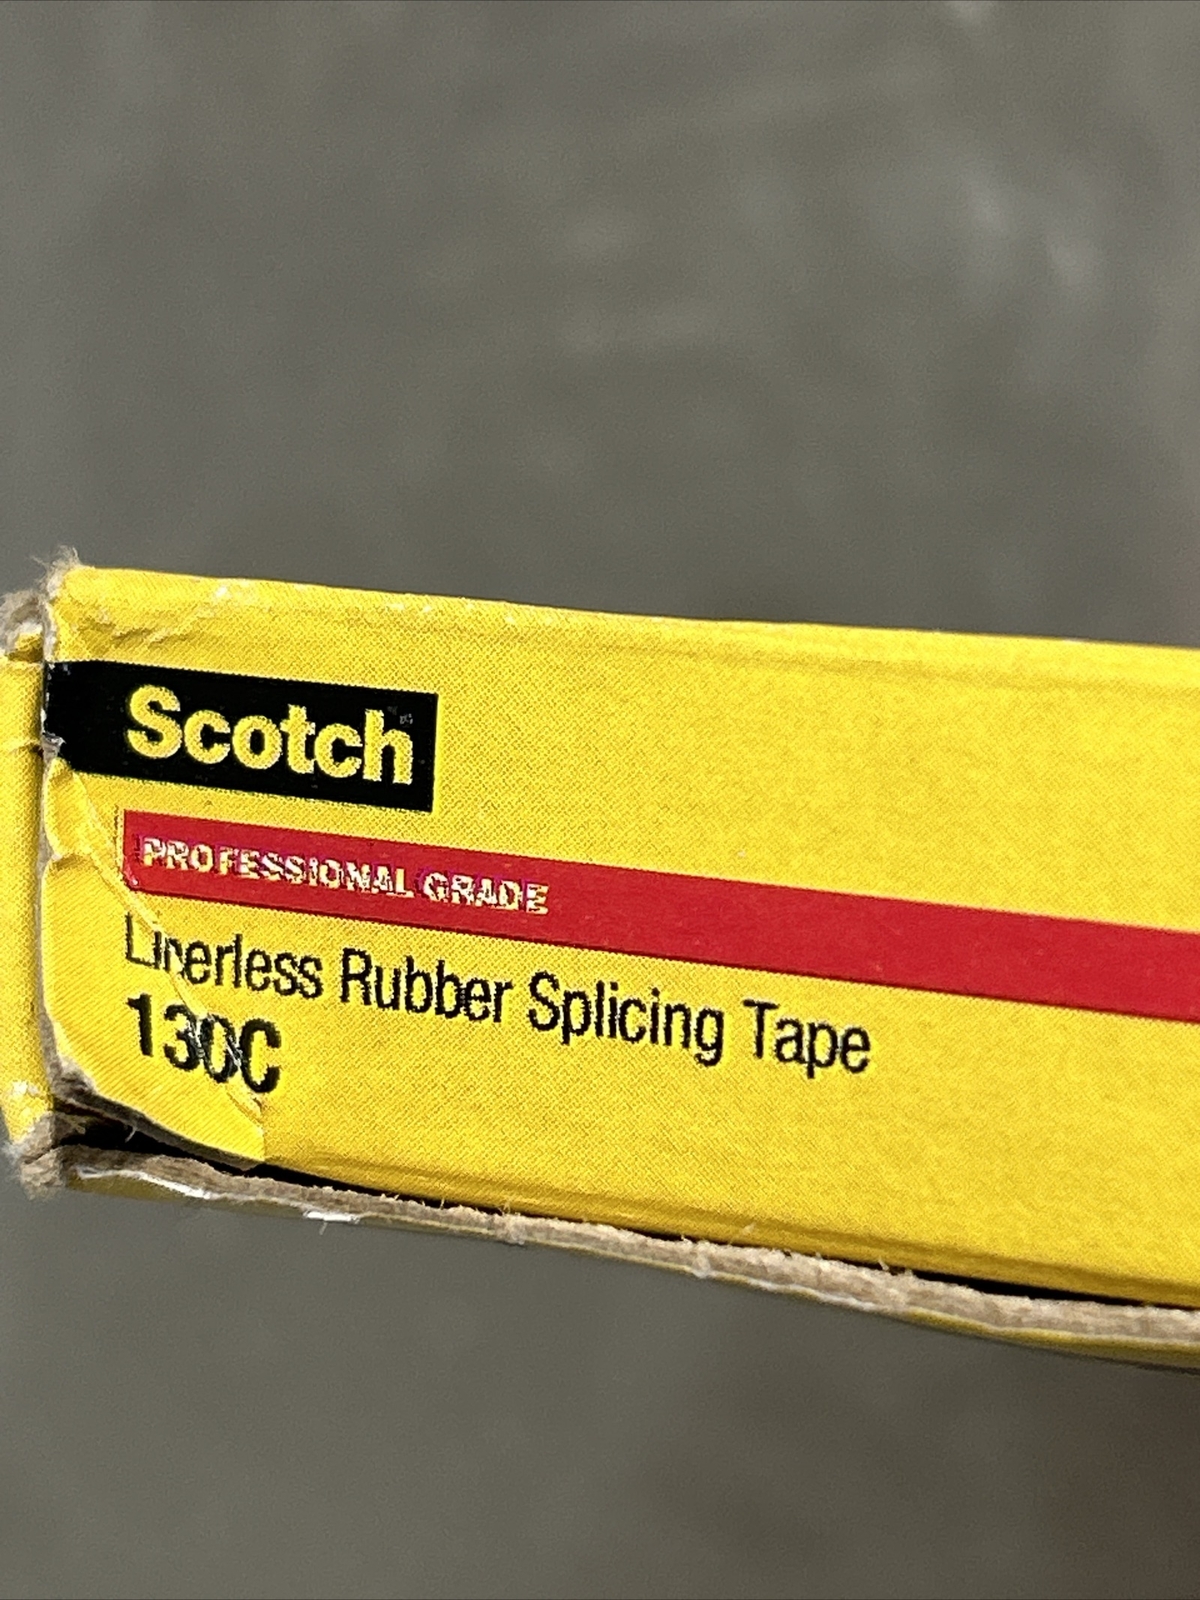 Scotch
PROFESSIONAL GRADE
Linerless Rubber Splicing Tape
130C